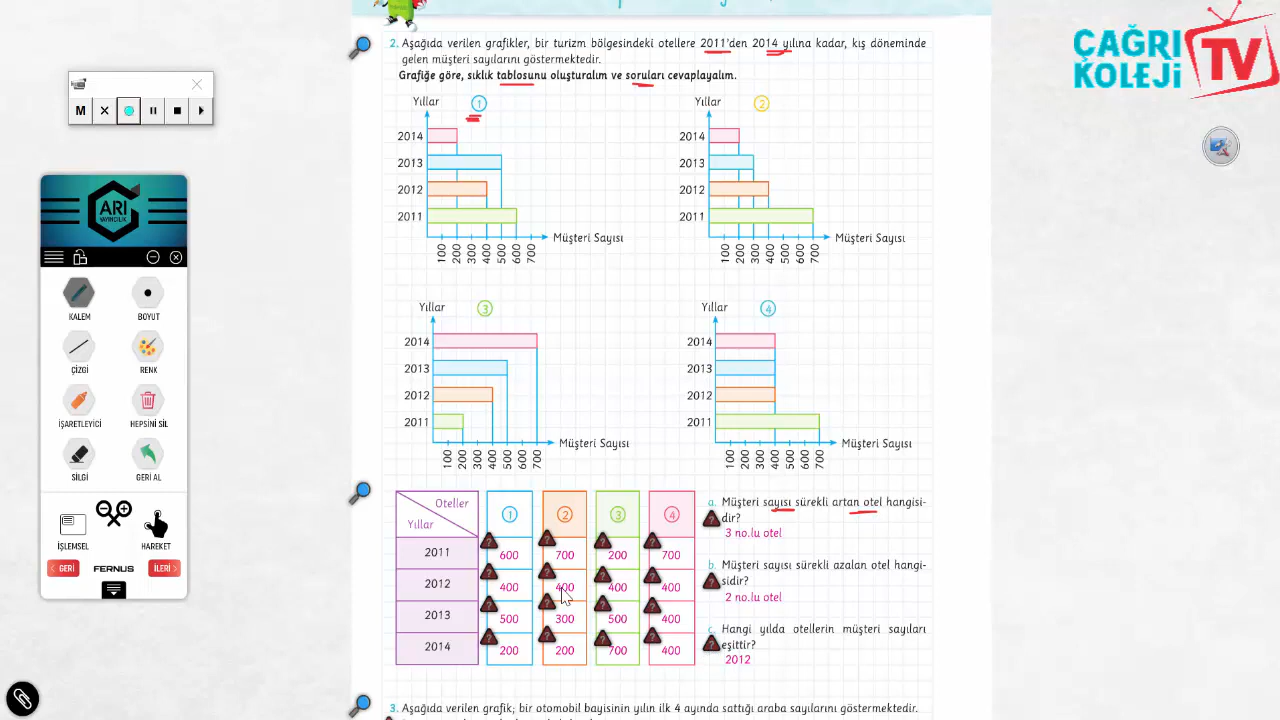 ÇAĞRI
KOLEJİ
TV
2. Aşağıda verilen grafikler, bir turizm bölgesindeki otellere 2011'den 2014 yılına kadar, kış döneminde
gelen müşteri sayılarını göstermektedir.
Grafiğe göre, sıklık tablosunu oluşturalım ve soruları cevaplayalım.
M
Yıllar 1
2014
2013
2012
2011
Müşteri Sayısı
100 200 300 400 500 600 700
Yıllar 2
2014
2013
2012
2011
Müşteri Sayısı
100 200 300 400 500 600 700
ARI
YAYINCILIK
KALEM BOYUT
ÇİZGİ RENK
İŞARETLEYİCİ HEPSİNİ SİL
SİLGİ GERİ AL
İŞLEMSEL HAREKET
GERİ FERNUS İLERİ
Yıllar 3
2014
2013
2012
2011
Müşteri Sayısı
100 200 300 400 500 600 700
Yıllar 4
2014
2013
2012
2011
Müşteri Sayısı
100 200 300 400 500 600 700
Oteller
Yıllar
1 2 3 4
2011 600 700 200 700
2012 400 400 400 400
2013 500 300 500 400
2014 200 200 700 400
a. Müşteri sayısı sürekli artan otel hangisi-
dir?
3 no.lu otel
b. Müşteri sayısı sürekli azalan otel hangi-
sidir?
2 no.lu otel
c. Hangi yılda otellerin müşteri sayıları
eşittir?
2012
3. Aşağıda verilen grafik; bir otomobil bayisinin yılın ilk 4 ayında sattığı araba sayılarını göstermektedir.